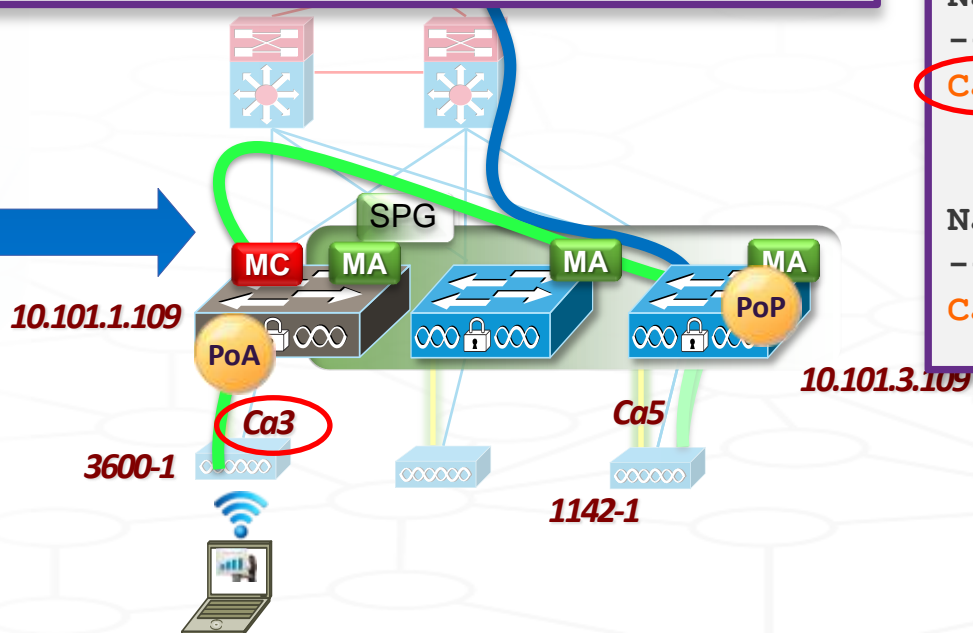 SPG
MC
MA
MA
MA
PoP
10.101.1.109
PoA
10.101.3.109
Ca3
Ca5
3600-1
1142-1